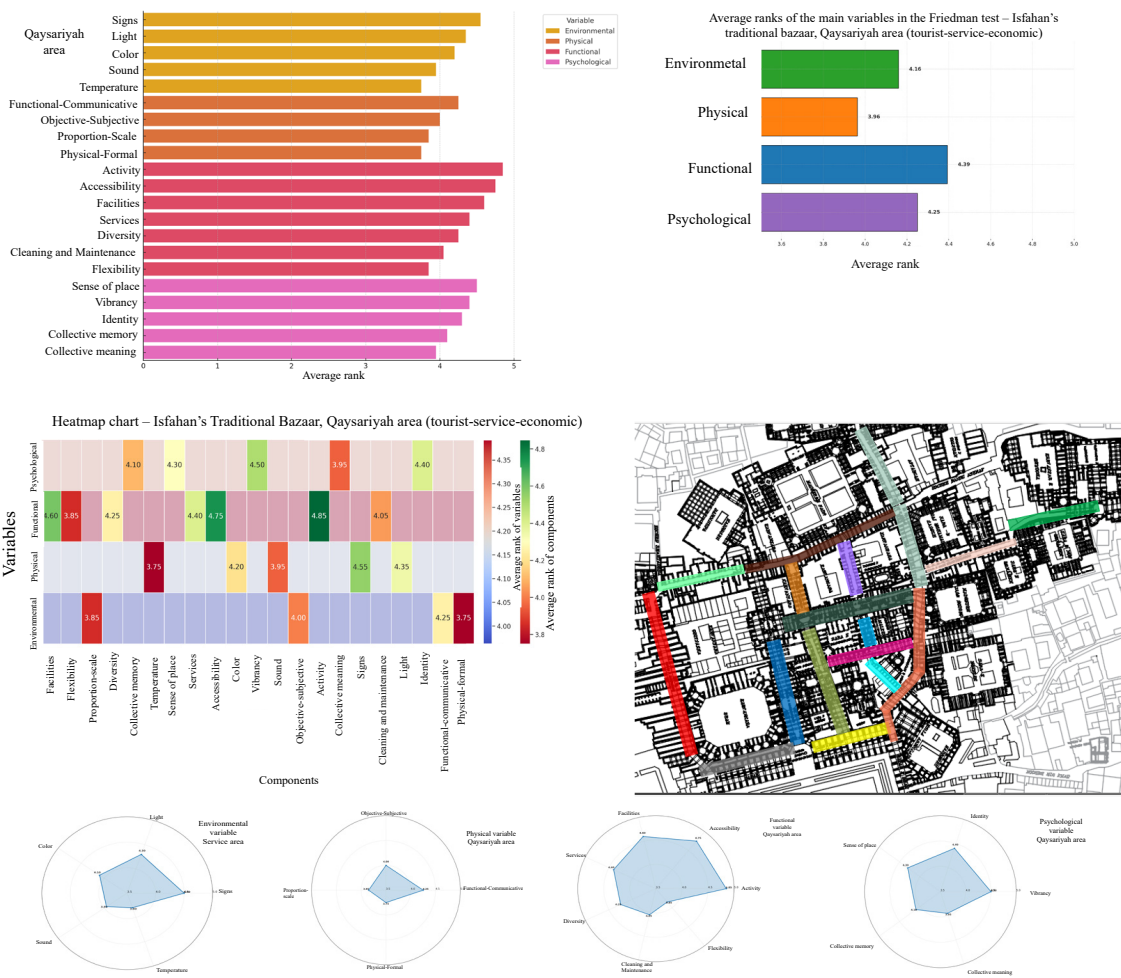 Qaysariyah
area
Signs
Light
Color
Sound
Temperature
Functional-Communicative
Objective-Subjective
Proportion-Scale
Physical-Formal
Activity
Accessibility
Facilities
Services
Diversity
Cleaning and Maintenance
Flexibility
Sense of place
Vibrancy
Identity
Collective memory
Collective meaning
0 1 2 3 4 5
Average rank
Variable
Environmental
Physical
Functional
Psychological
Average ranks of the main variables in the Friedman test – Isfahan's
traditional bazaar, Qaysariyah area (tourist-service-economic)
Environmetal
4.16
Physical
3.96
Functional
4.39
Psychological
4.25
3.6 4.0 4.2 4.4 4.6 4.8 5.0
Average rank
Heatmap chart – Isfahan's Traditional Bazaar, Qaysariyah area (tourist-service-economic)
Variables
Psychological
4.10 4.30 4.50 3.95 4.40
Functional
4.60 3.85 4.25 4.40 4.75 4.85 4.05
Physical
3.75 4.20 3.95 4.55 4.35
Environmental
3.85 4.00 4.25 3.75
Facilities
Flexibility
Proportion-scale
Diversity
Collective memory
Temperature
Sense of place
Services
Accessibility
Color
Vibrancy
Sound
Objective-subjective
Activity
Collective meaning
Signs
Cleaning and maintenance
Light
Identity
Functional-communicative
Physical-formal
Components
4.35
4.30
4.25
4.20
4.15
4.10
4.05
4.00
Average rank of variables
4.8
4.6
4.4
4.2
4.0
3.8
Average rank of components
Environmental
variable
Service area
Light
Color
Signs
Sound
Temperature
Physical variable
Qaysariyah area
Objective-Subjective
Proportion-
scale
Functional-Communicative
Physical-Formal
Functional
variable
Qaysariyah area
Facilities
Accessibility
Services
Activity
Diversity
Cleaning and
Maintenance
Flexibility
Psychological
variable
Qaysariyah area
Identity
Sense of place
Vibrancy
Collective memory
Collective meaning